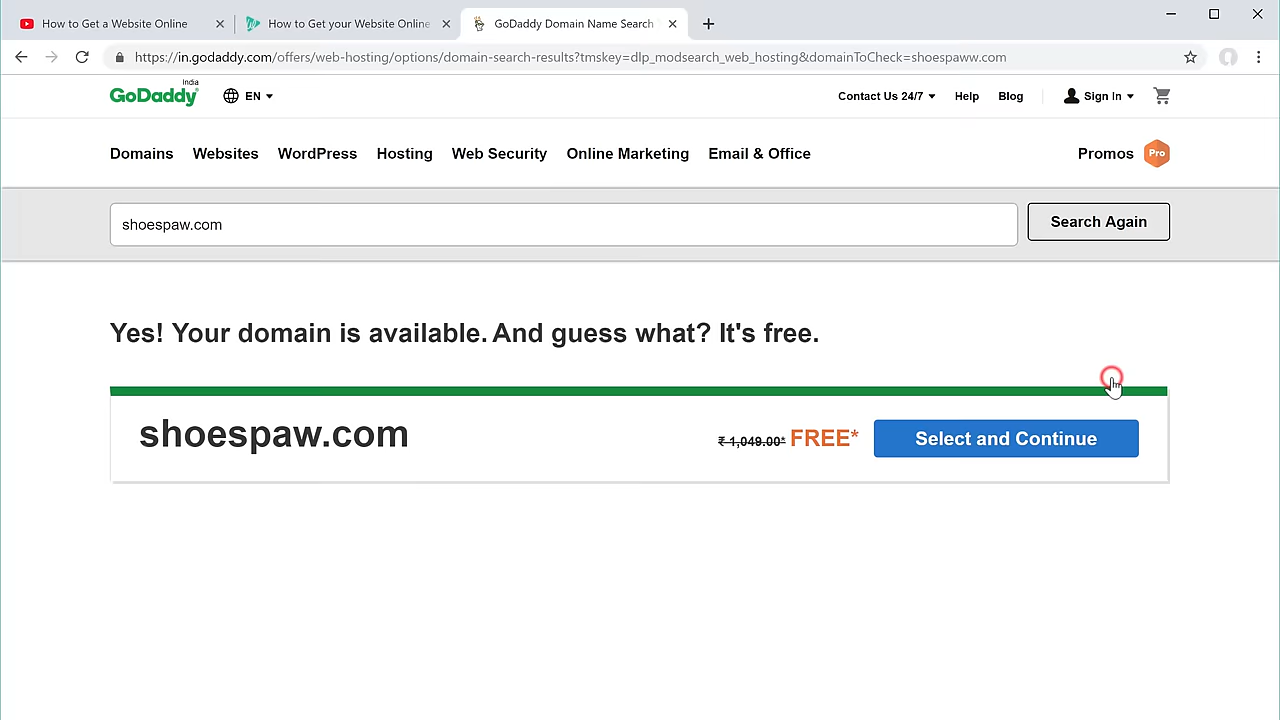 How to Get a Website Online
How to Get your Website Online
GoDaddy Domain Name Search
https://in.godaddy.com/offers/web-hosting/options/domain-search-results?tmskey=dlp_modsearch_web_hosting&domainToCheck=shoespaww.com
India
GoDaddy
EN
Contact Us 24/7
Help
Blog
Sign In
Domains
Websites
WordPress
Hosting
Web Security
Online Marketing
Email & Office
Promos
Pro
shoespaw.com
Search Again
Yes! Your domain is available. And guess what? It's free.
shoespaw.com
₹ 1,049.00* FREE*
Select and Continue